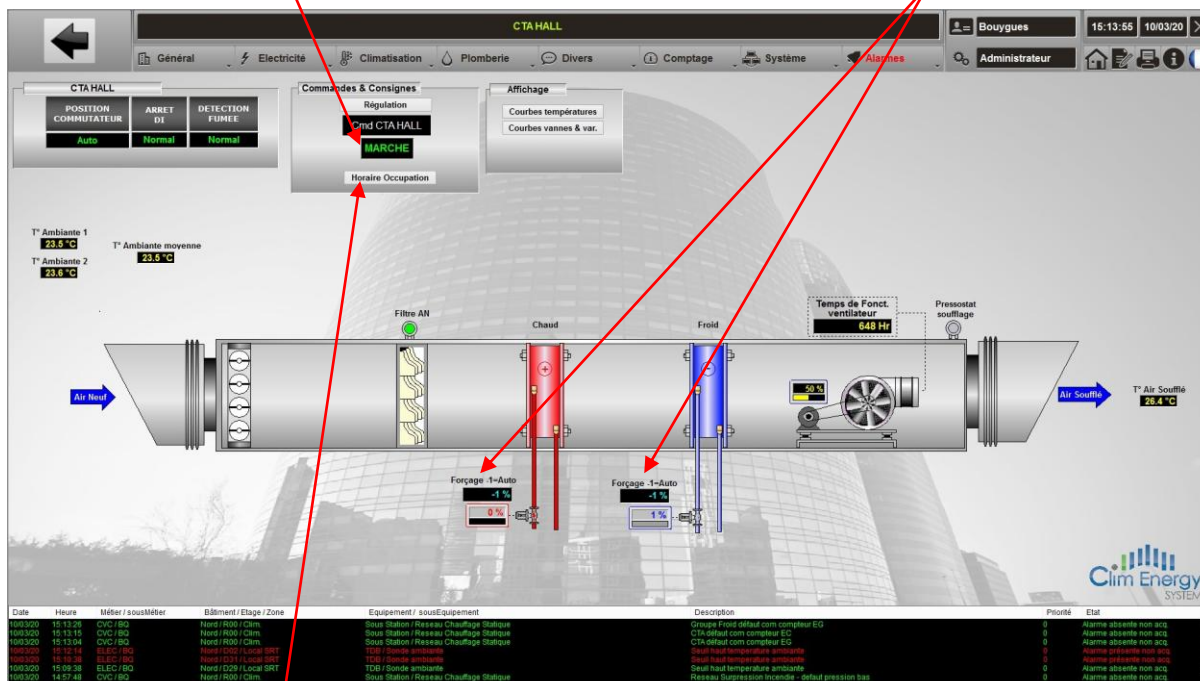 CTA HALL
Bouygues
15:13:55 10/03/20
Général Electricité Climatisation Plomberie Divers Comptage Système Alarmes
Administrateur
CTA HALL
POSITION COMMUTATEUR
ARRET DI
DETECTION FUMEE
Auto Normal Normal
Commandes & Consignes
Régulation
Cmd CTA HALL
MARCHE
Horaire Occupation
Affichage
Courbes températures
Courbes vannes & var.
T° Ambiante 1
23.5 °C
T° Ambiante moyenne
23.5 °C
T° Ambiante 2
23.6 °C
Filtre AN
Chaud
Froid
Temps de Fonct.
ventilateur
648 Hr
Pressostat
soufflage
Air Neuf
50 %
Air Soufflé
T° Air Soufflé
26.4 °C
Forçage -1=Auto
-1 %
0 %
Forçage -1=Auto
-1 %
1 %
Clim Energy
SYSTEM
Date Heure Métier / sousMétier Bâtiment / Etage / Zone Equipement / sousEquipement Description Priorité Etat
10/03/20 15:13:26 CVC / BQ Nord / R00 / Clim. Sous Station / Reseau Chauffage Statique Groupe Froid défaut com compteur EG 0 Alarme absente non acq.
10/03/20 15:13:15 CVC / BQ Nord / R00 / Clim. Sous Station / Reseau Chauffage Statique CTA défaut com compteur EC 0 Alarme absente non acq.
10/03/20 15:13:04 CVC / BQ Nord / R00 / Clim. Sous Station / Reseau Chauffage Statique CTA défaut com compteur EG 0 Alarme absente non acq.
10/03/20 15:12:14 ELEC / BQ Nord / D02 / Local SRT TDB / Sonde ambiante Seuil haut temperature ambiante 0 Alarme présente non acq.
10/03/20 15:10:38 ELEC / BQ Nord / D31 / Local SRT TDB / Sonde ambiante Seuil haut temperature ambiante 0 Alarme présente non acq.
10/03/20 15:09:38 ELEC / BQ Nord / D29 / Local SRT TDB / Sonde ambiante Seuil haut temperature ambiante 0 Alarme absente non acq.
10/03/20 14:57:48 CVC / BQ Nord / R00 / Clim. Sous Station / Reseau Chauffage Statique Reseau Surpression Incendie - defaut pression bas 0 Alarme absente non acq.